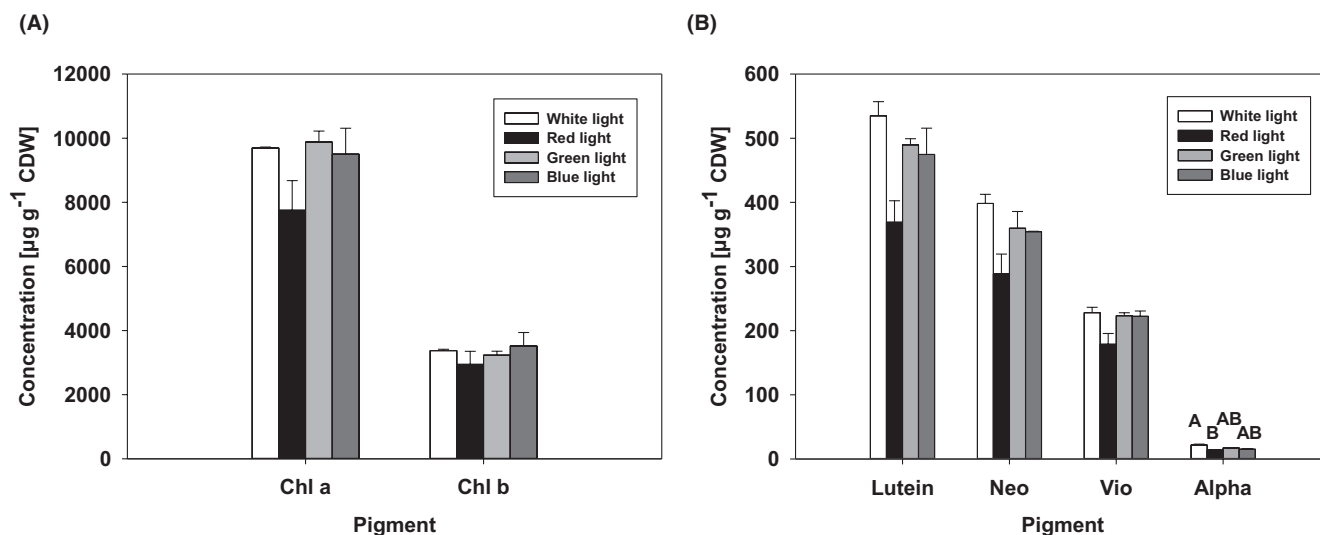 (A)
Concentration [µg g-1 CDW]
12000
10000
8000
6000
4000
2000
0
White light
Red light
Green light
Blue light
Chl a
Chl b
Pigment
(B)
Concentration [µg g-1 CDW]
600
500
400
300
200
100
0
White light
Red light
Green light
Blue light
A
B
AB
AB
Lutein
Neo
Vio
Alpha
Pigment